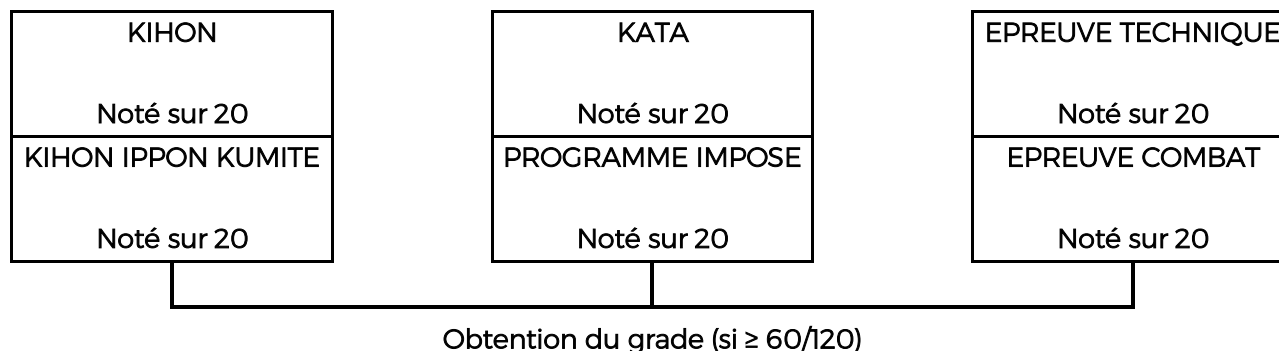 KIHON
Noté sur 20
KIHON IPPON KUMITE
Noté sur 20
KATA
Noté sur 20
PROGRAMME IMPOSE
Noté sur 20
EPREUVE TECHNIQUE
Noté sur 20
EPREUVE COMBAT
Noté sur 20
Obtention du grade (si ≥ 60/120)